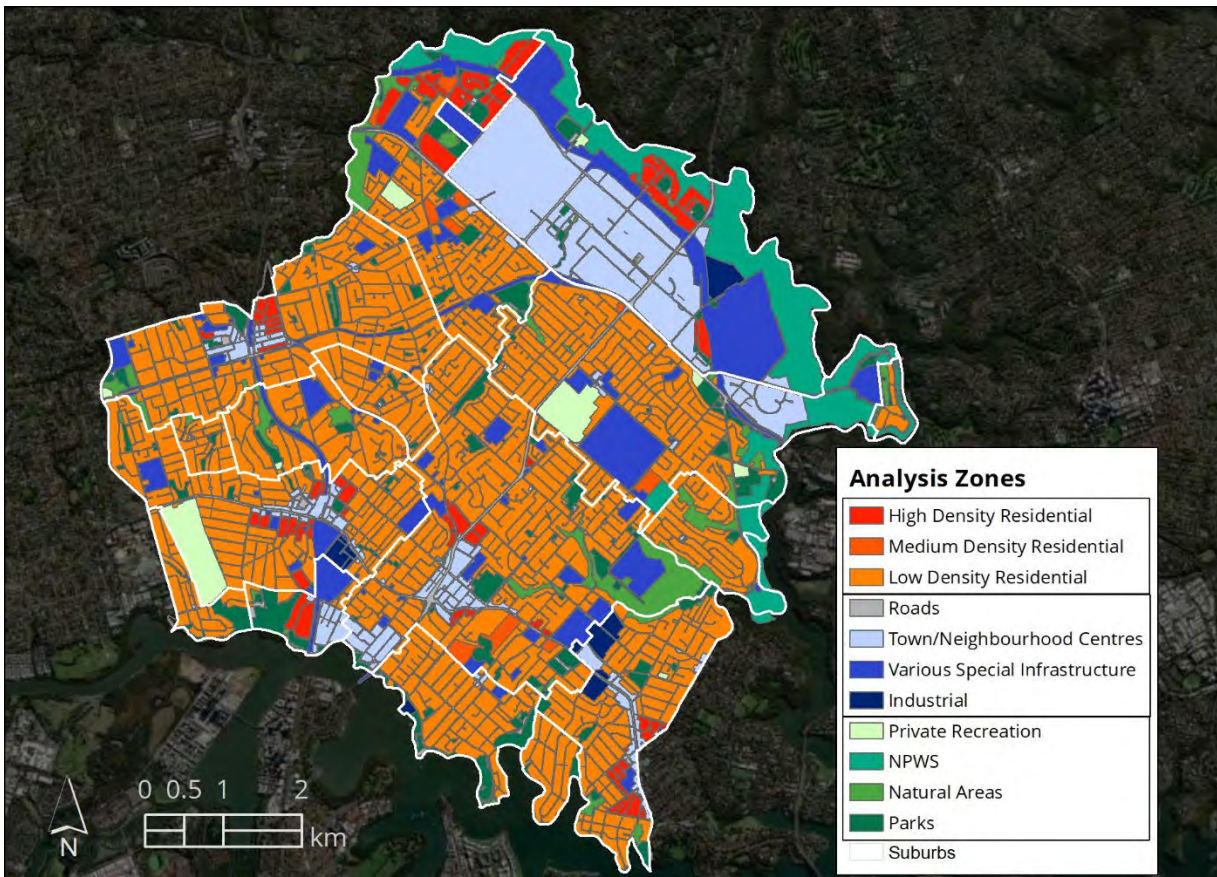 Analysis Zones
High Density Residential
Medium Density Residential
Low Density Residential
Roads
Town/Neighbourhood Centres
Various Special Infrastructure
Industrial
Private Recreation
NPWS
Natural Areas
Parks
Suburbs
0 0.5 1 2
km
N